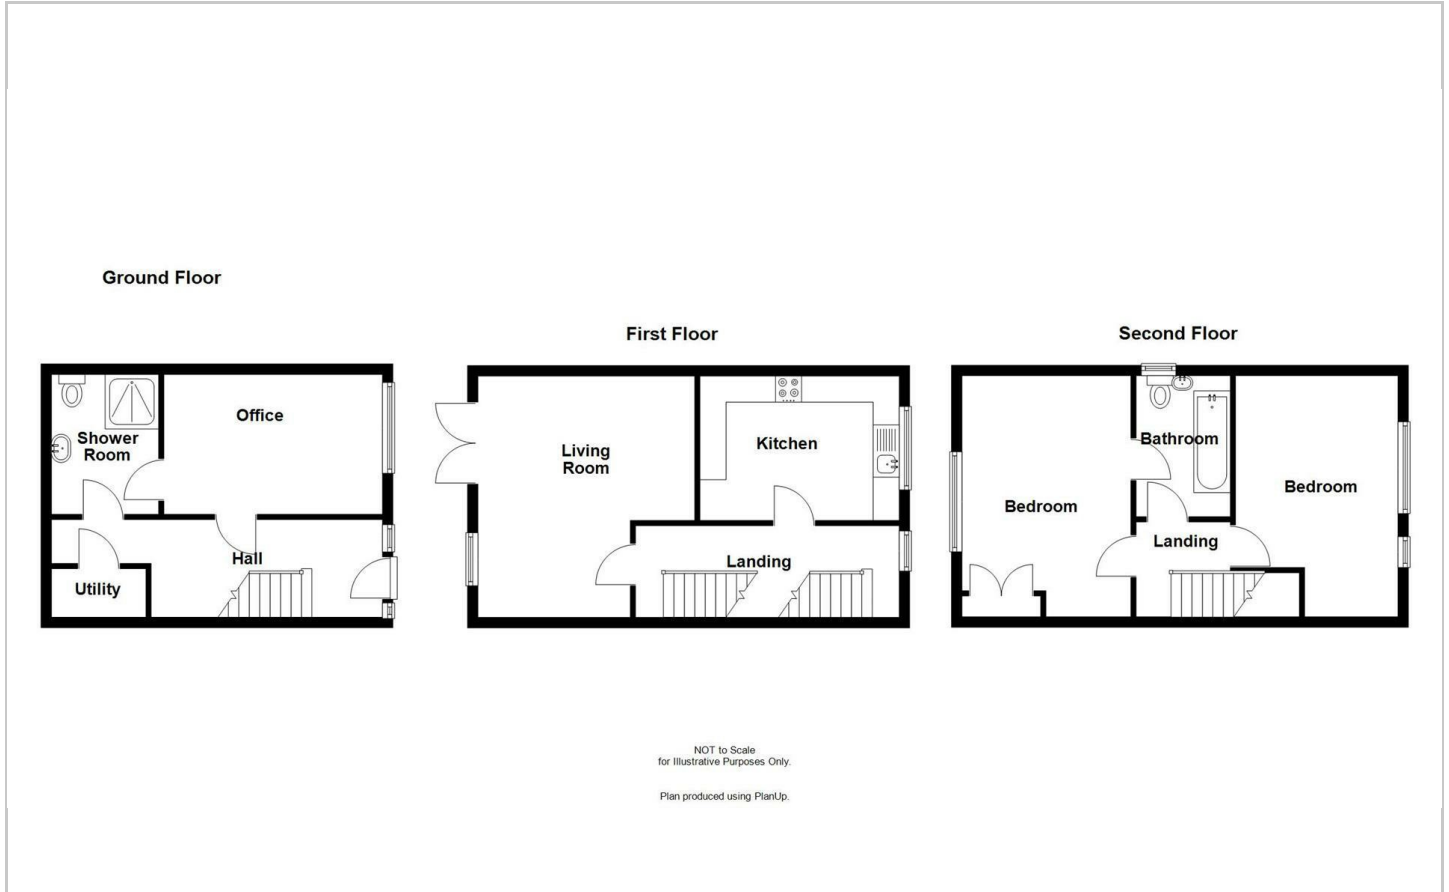 Ground Floor
Shower
Room
Office
Hall
Utility
First Floor
Living
Room
Kitchen
Landing
Second Floor
Bedroom
Bathroom
Landing
Bedroom
NOT to Scale
for Illustrative Purposes Only.
Plan produced using PlanUp.